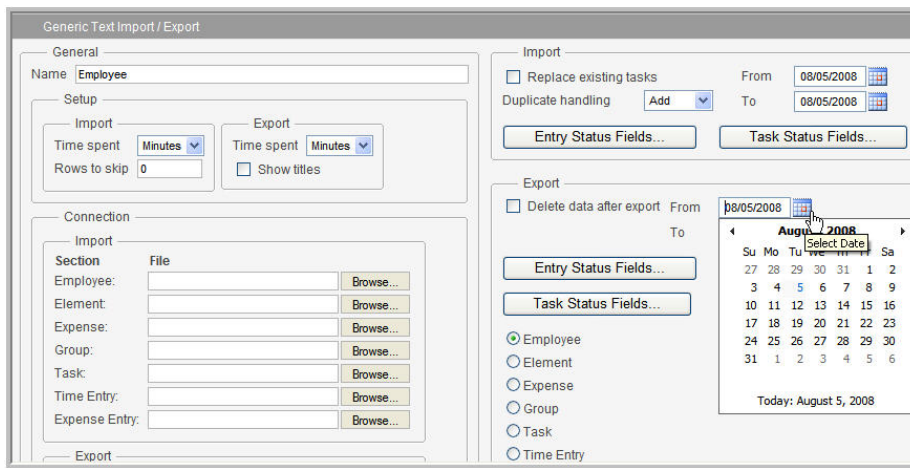 Generic Text Import / Export
General
Name Employee
Setup
Import
Time spent Minutes
Rows to skip 0
Export
Time spent Minutes
Show titles
Connection
Import
Section File
Employee: Browse...
Element: Browse...
Expense: Browse...
Group: Browse...
Task: Browse...
Time Entry: Browse...
Expense Entry: Browse...
Export
Import
Replace existing tasks From 08/05/2008
Duplicate handling Add To 08/05/2008
Entry Status Fields... Task Status Fields...
Export
Delete data after export From 08/05/2008
To
Entry Status Fields...
Task Status Fields...
Employee
Element
Expense
Group
Task
Time Entry
August 2008
Select Date
Su Mo Tu We Th Fr Sa
27 28 29 30 31 1 2
3 4 5 6 7 8 9
10 11 12 13 14 15 16
17 18 19 20 21 22 23
24 25 26 27 28 29 30
31 1 2 3 4 5 6
Today: August 5, 2008